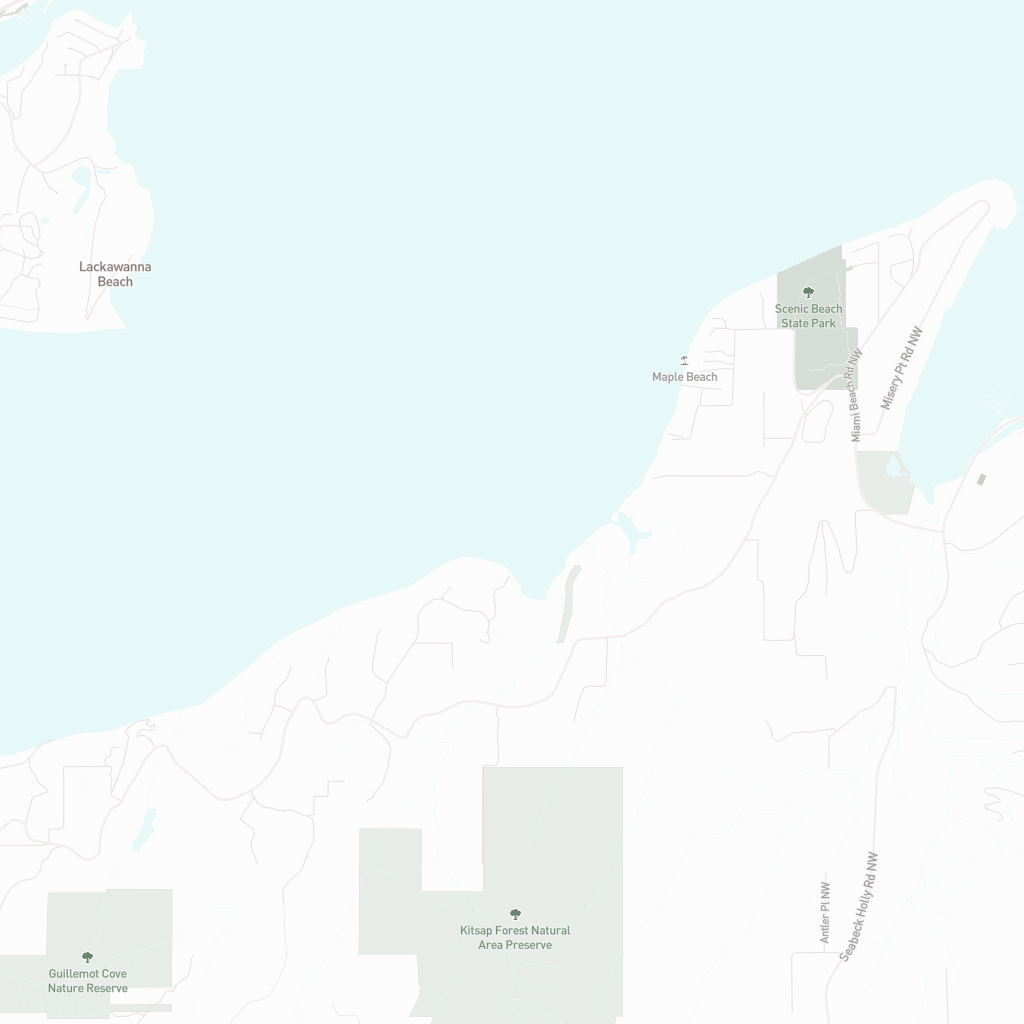 Lackawanna
Beach
Scenic Beach
State Park
Maple Beach
Miami Beach Rd NW
Misery Pt Rd NW
Antler Pl NW
Seabeck Holly Rd NW
Kitsap Forest Natural
Area Preserve
Guillemot Cove
Nature Reserve